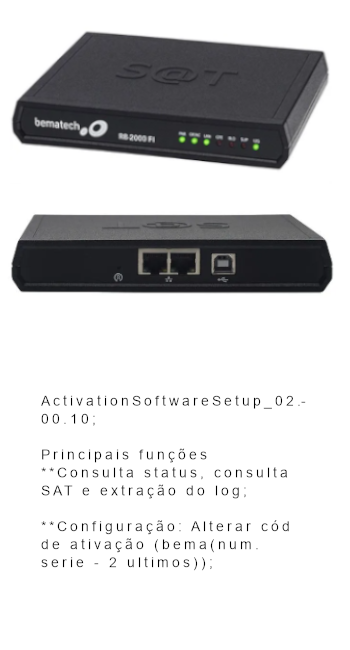 S@T
bematech
RB-2000 FI
ActivationSoftwareSetup_02.-
00.10;
Principais funções
**Consulta status, consulta
SAT e extração do log;
**Configuração: Alterar cód
de ativação (bema(num.
serie - 2 ultimos));